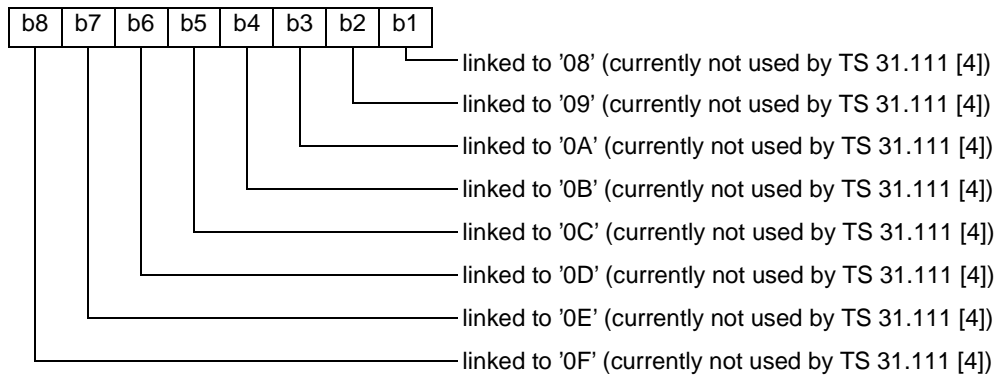 b8 b7 b6 b5 b4 b3 b2 b1
linked to '08' (currently not used by TS 31.111 [4])
linked to '09' (currently not used by TS 31.111 [4])
linked to '0A' (currently not used by TS 31.111 [4])
linked to '0B' (currently not used by TS 31.111 [4])
linked to '0C' (currently not used by TS 31.111 [4])
linked to '0D' (currently not used by TS 31.111 [4])
linked to '0E' (currently not used by TS 31.111 [4])
linked to '0F' (currently not used by TS 31.111 [4])